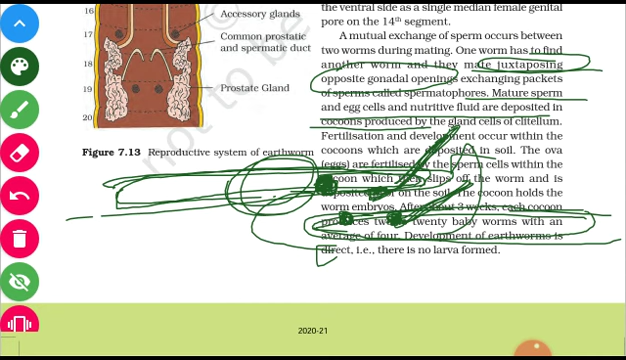 16
Accessory glands
17
Common prostatic
and spermatic duct
18
19
Prostate Gland
20
Figure 7.13 Reproductive system of earthworm
the ventral side as a single median female genital
pore on the 14th segment.
A mutual exchange of sperm occurs between
two worms during mating. One worm has to find
another worm and they mate juxtaposing
opposite gonadal openings exchanging packets
of sperms called spermatophores. Mature sperm
and egg cells and nutritive fluid are deposited in
cocoons produced by the gland cells of clitellum.
Fertilisation and development occur within the
cocoons which are deposited in soil. The ova
(eggs) are fertilised by the sperm cells within the
cocoon which then slips off the worm and is
deposited in or on the soil. The cocoon holds the
worm embryos. After about 3 weeks, each cocoon
produces twenty baby worms with an
average of four. Development of earthworms is
direct, i.e., there is no larva formed.
not to be
©
2020-21